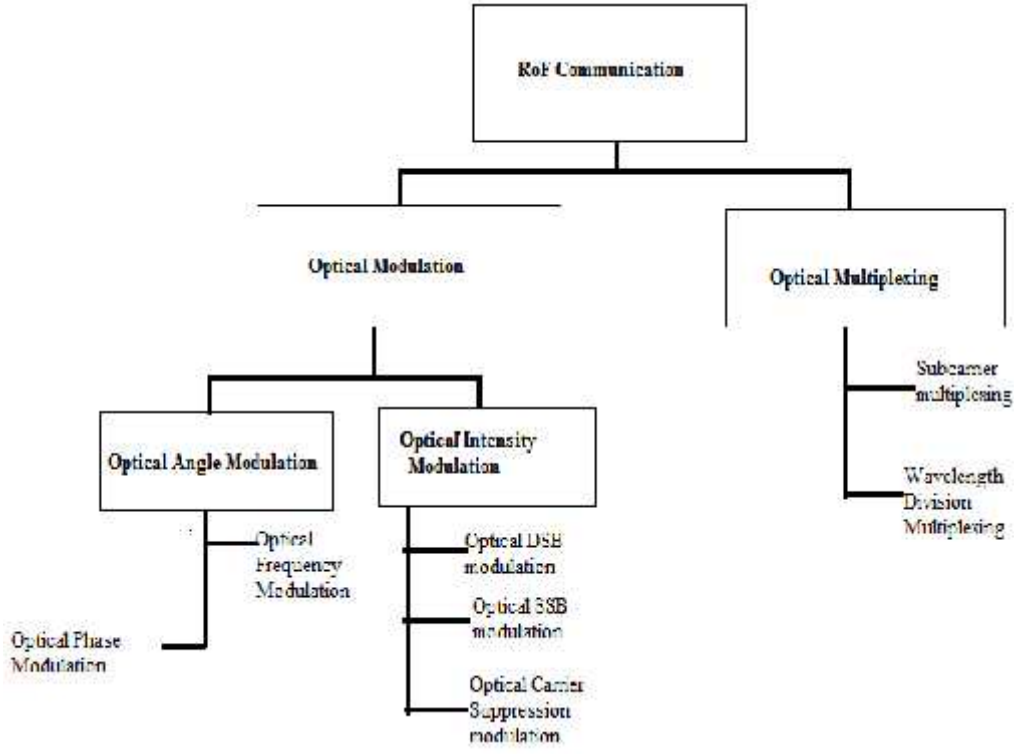 RoF Communication
Optical Modulation
Optical Multiplexing
Subcarrier
multiplexing
Optical Angle Modulation
Optical Intensity
Modulation
Wavelength
Division
Multiplexing
Optical
Frequency
Modulation
Optical DSB
modulation
Optical SSB
modulation
Optical Phase
Modulation
Optical Carrier
Suppression
modulation